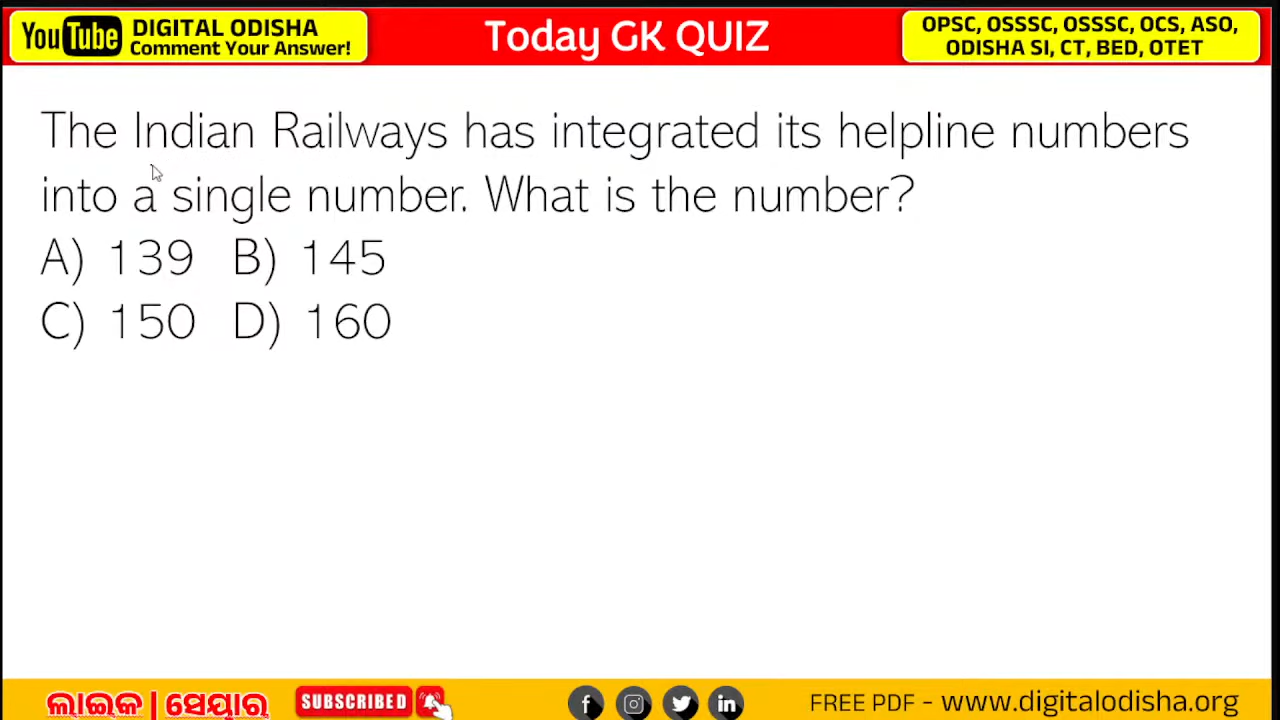 YouTube DIGITAL ODISHA
Comment Your Answer!
Today GK QUIZ
OPSC, OSSSC, OSSSC, OCS, ASO,
ODISHA SI, CT, BED, OTET
The Indian Railways has integrated its helpline numbers
into a single number. What is the number?
A) 139 B) 145
C) 150 D) 160
ଲାଇକ | ସେୟାର SUBSCRIBED FREE PDF - www.digitalodisha.org